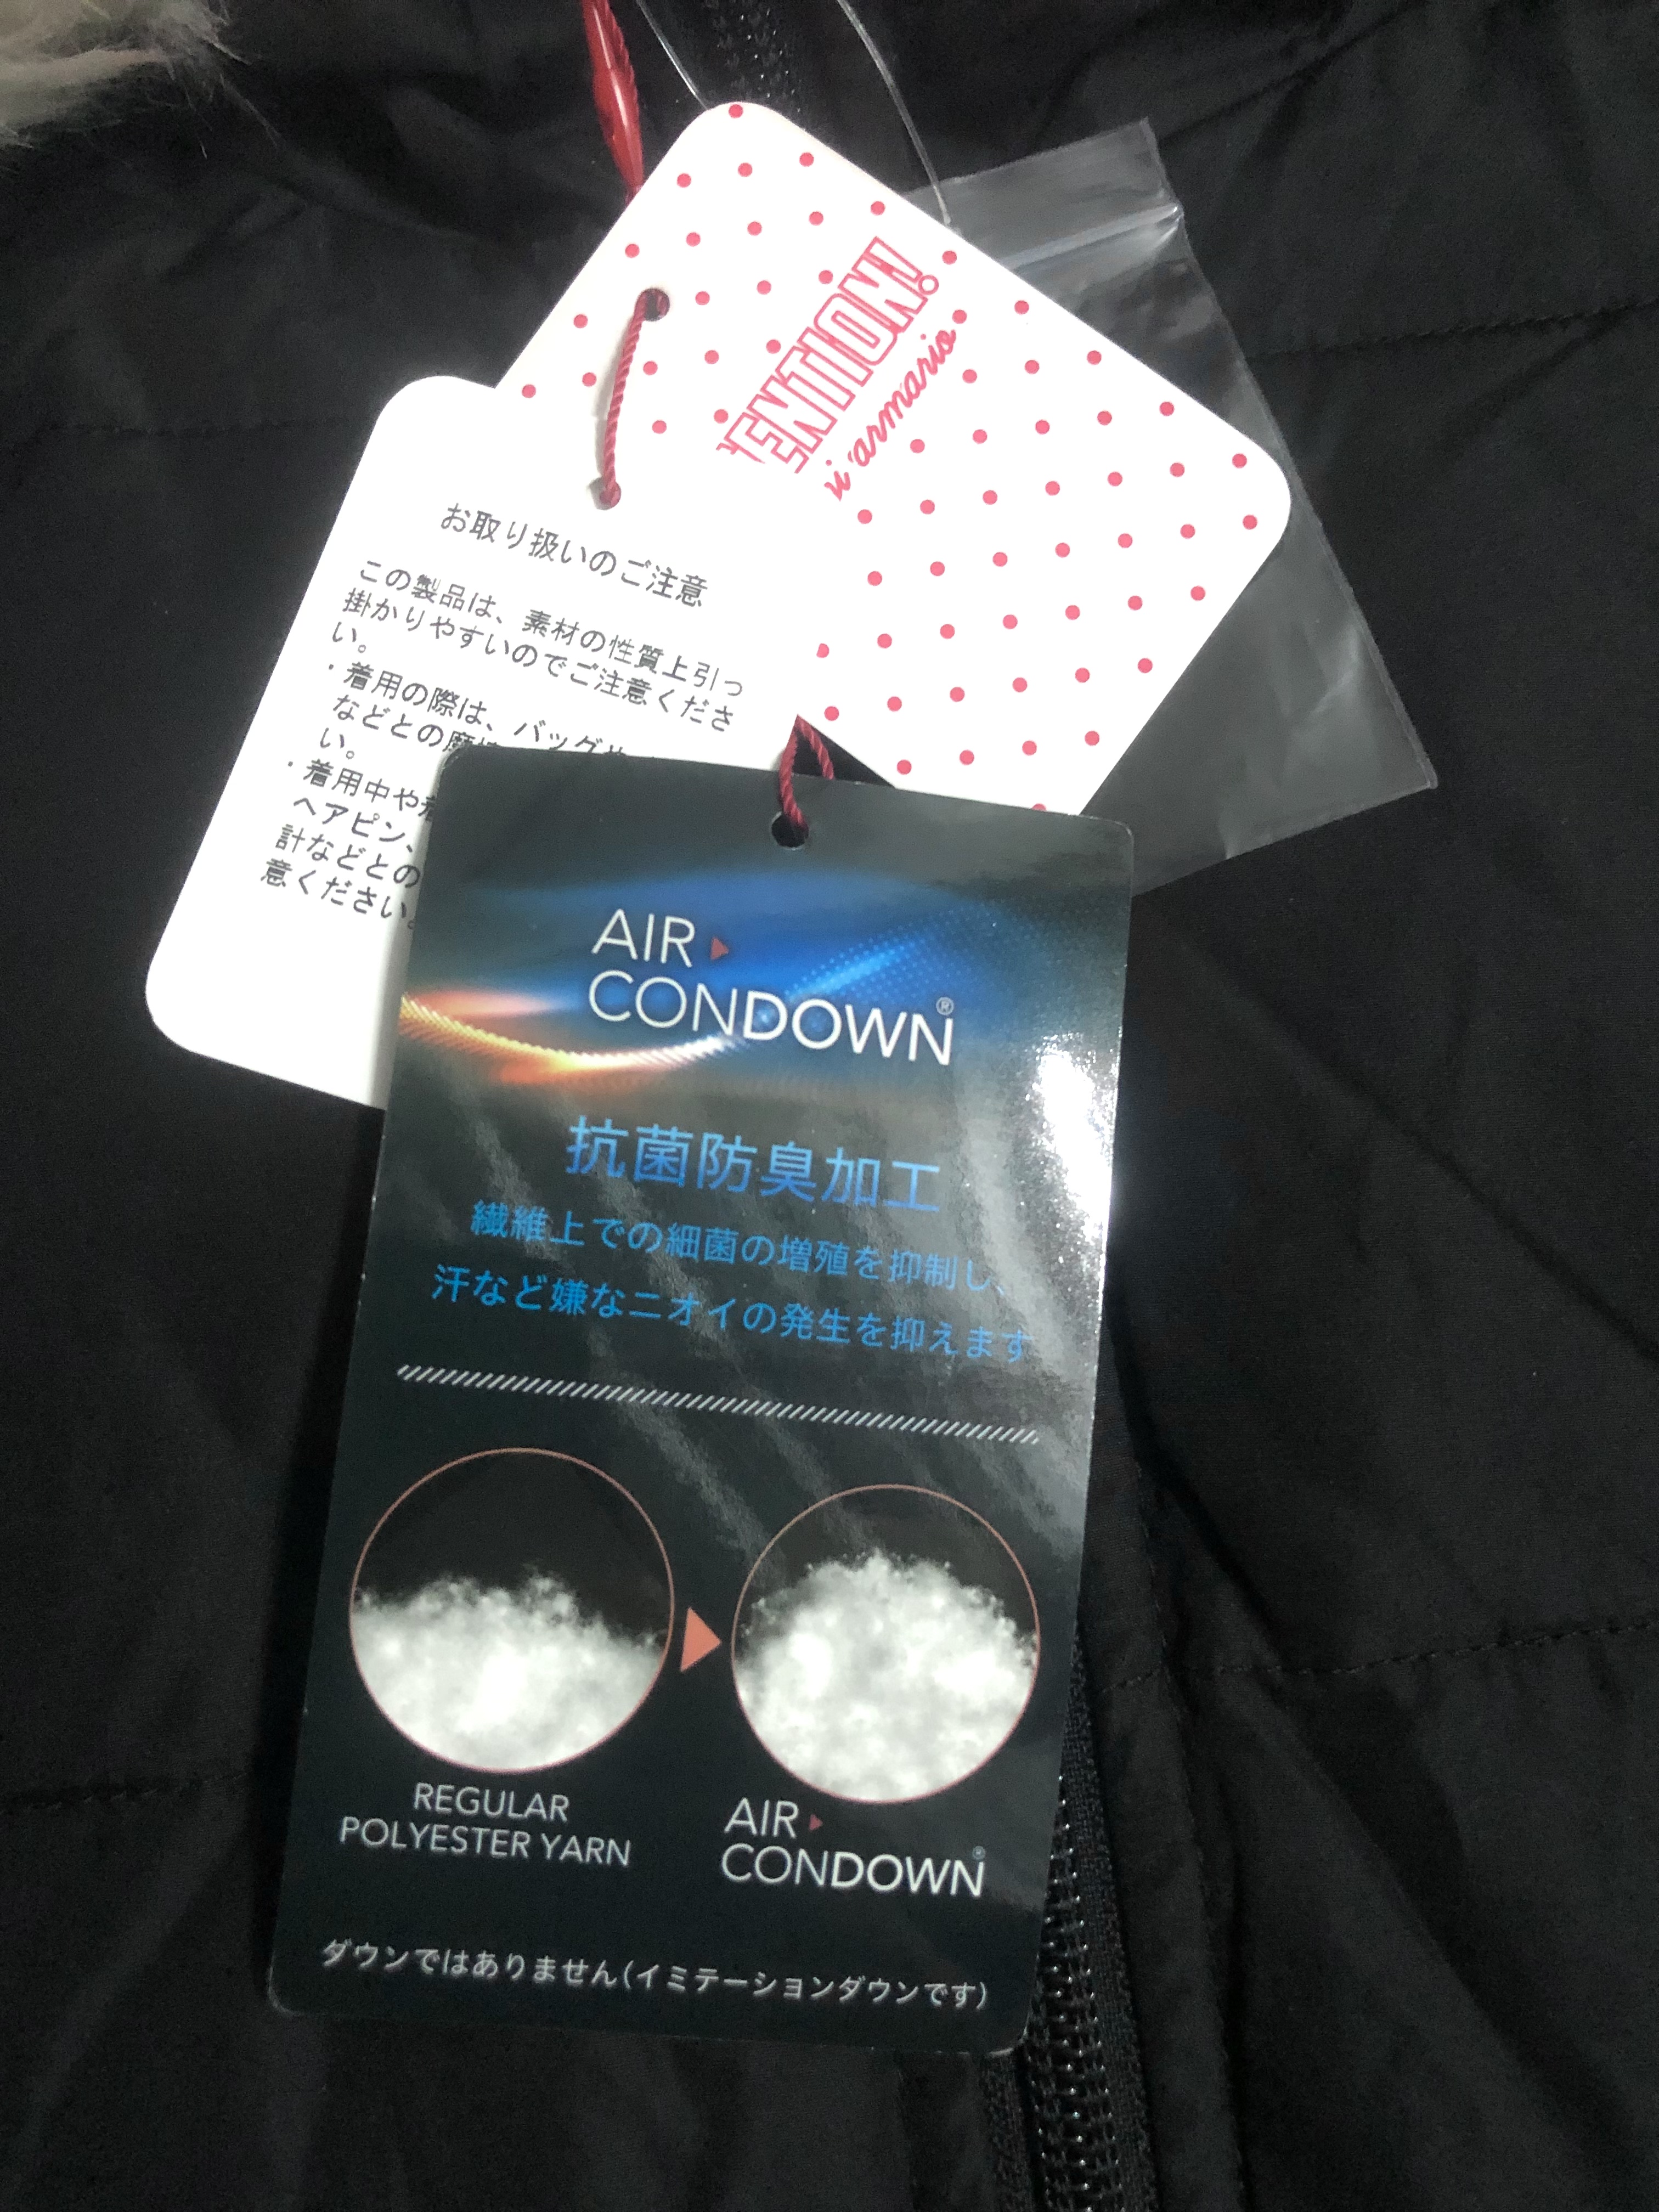 ENTION!
armario
お取り扱いのご注意
この製品は、素材の性質上引っ
掛かりやすいのでご注意くださ
い。
・着用の際は、バッグや
などとの摩
い。
・着用中や
ヘアピン、
計などとの
意ください。
AIR
CONDOWN®
抗菌防臭加工
繊維上での細菌の増殖を抑制し、
汗など嫌なニオイの発生を抑えます
REGULAR
POLYESTER YARN
AIR
CONDOWN®
ダウンではありません(イミテーションダウンです)